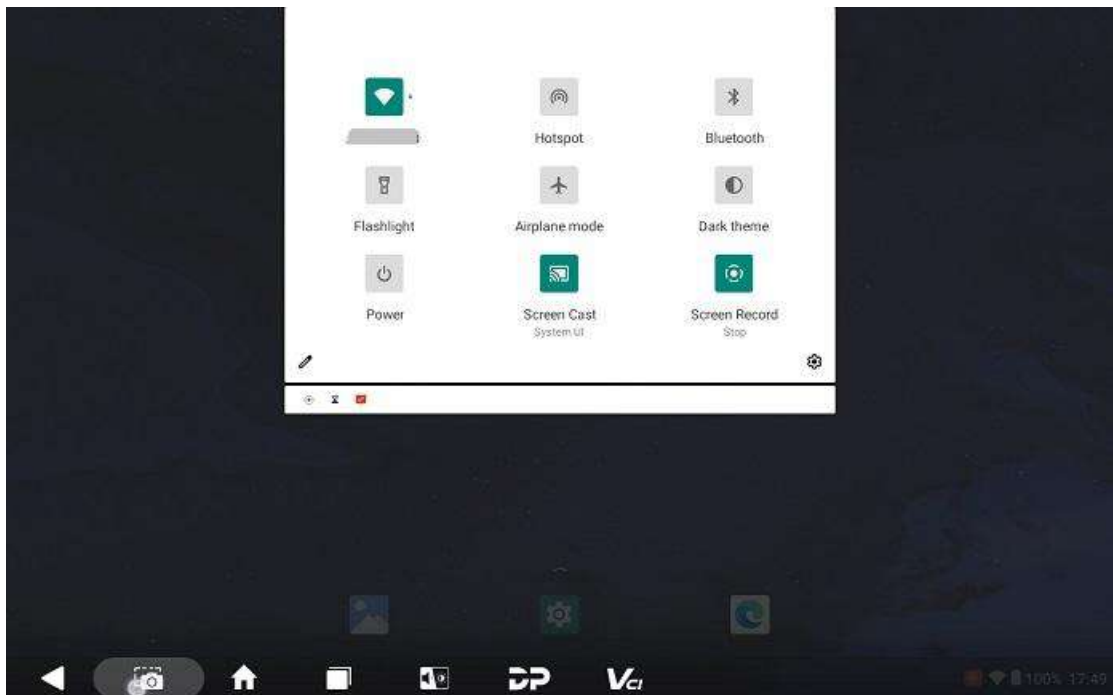 Hotspot
Bluetooth
Flashlight
Airplane mode
Dark theme
Power
Screen Cast
System UI
Screen Record
Stop
DP
VCI
100% 17:49